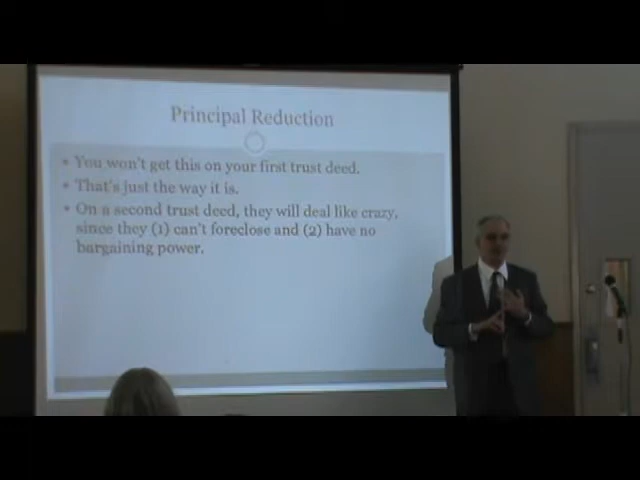 Principal Reduction
• You won't get this on your first trust deed.
• That's just the way it is.
• On a second trust deed, they will deal like crazy,
since they (1) can't foreclose and (2) have no
bargaining power.